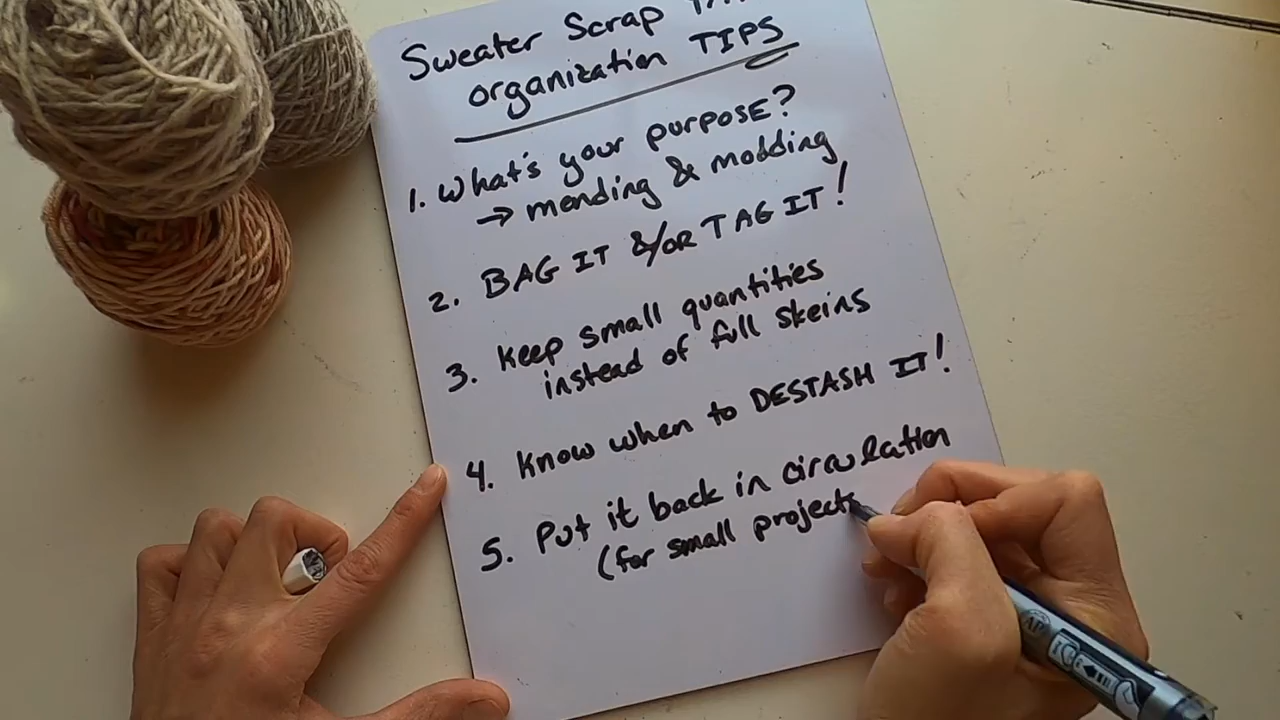 Sweater Scrap
organization TIPS
1. What's your purpose?
→ mending & modding
2. BAG IT &/OR TAG IT!
3. Keep small quantities
instead of full skeins
4. Know when to DESTASH IT!
5. Put it back in circulation
(for small projects